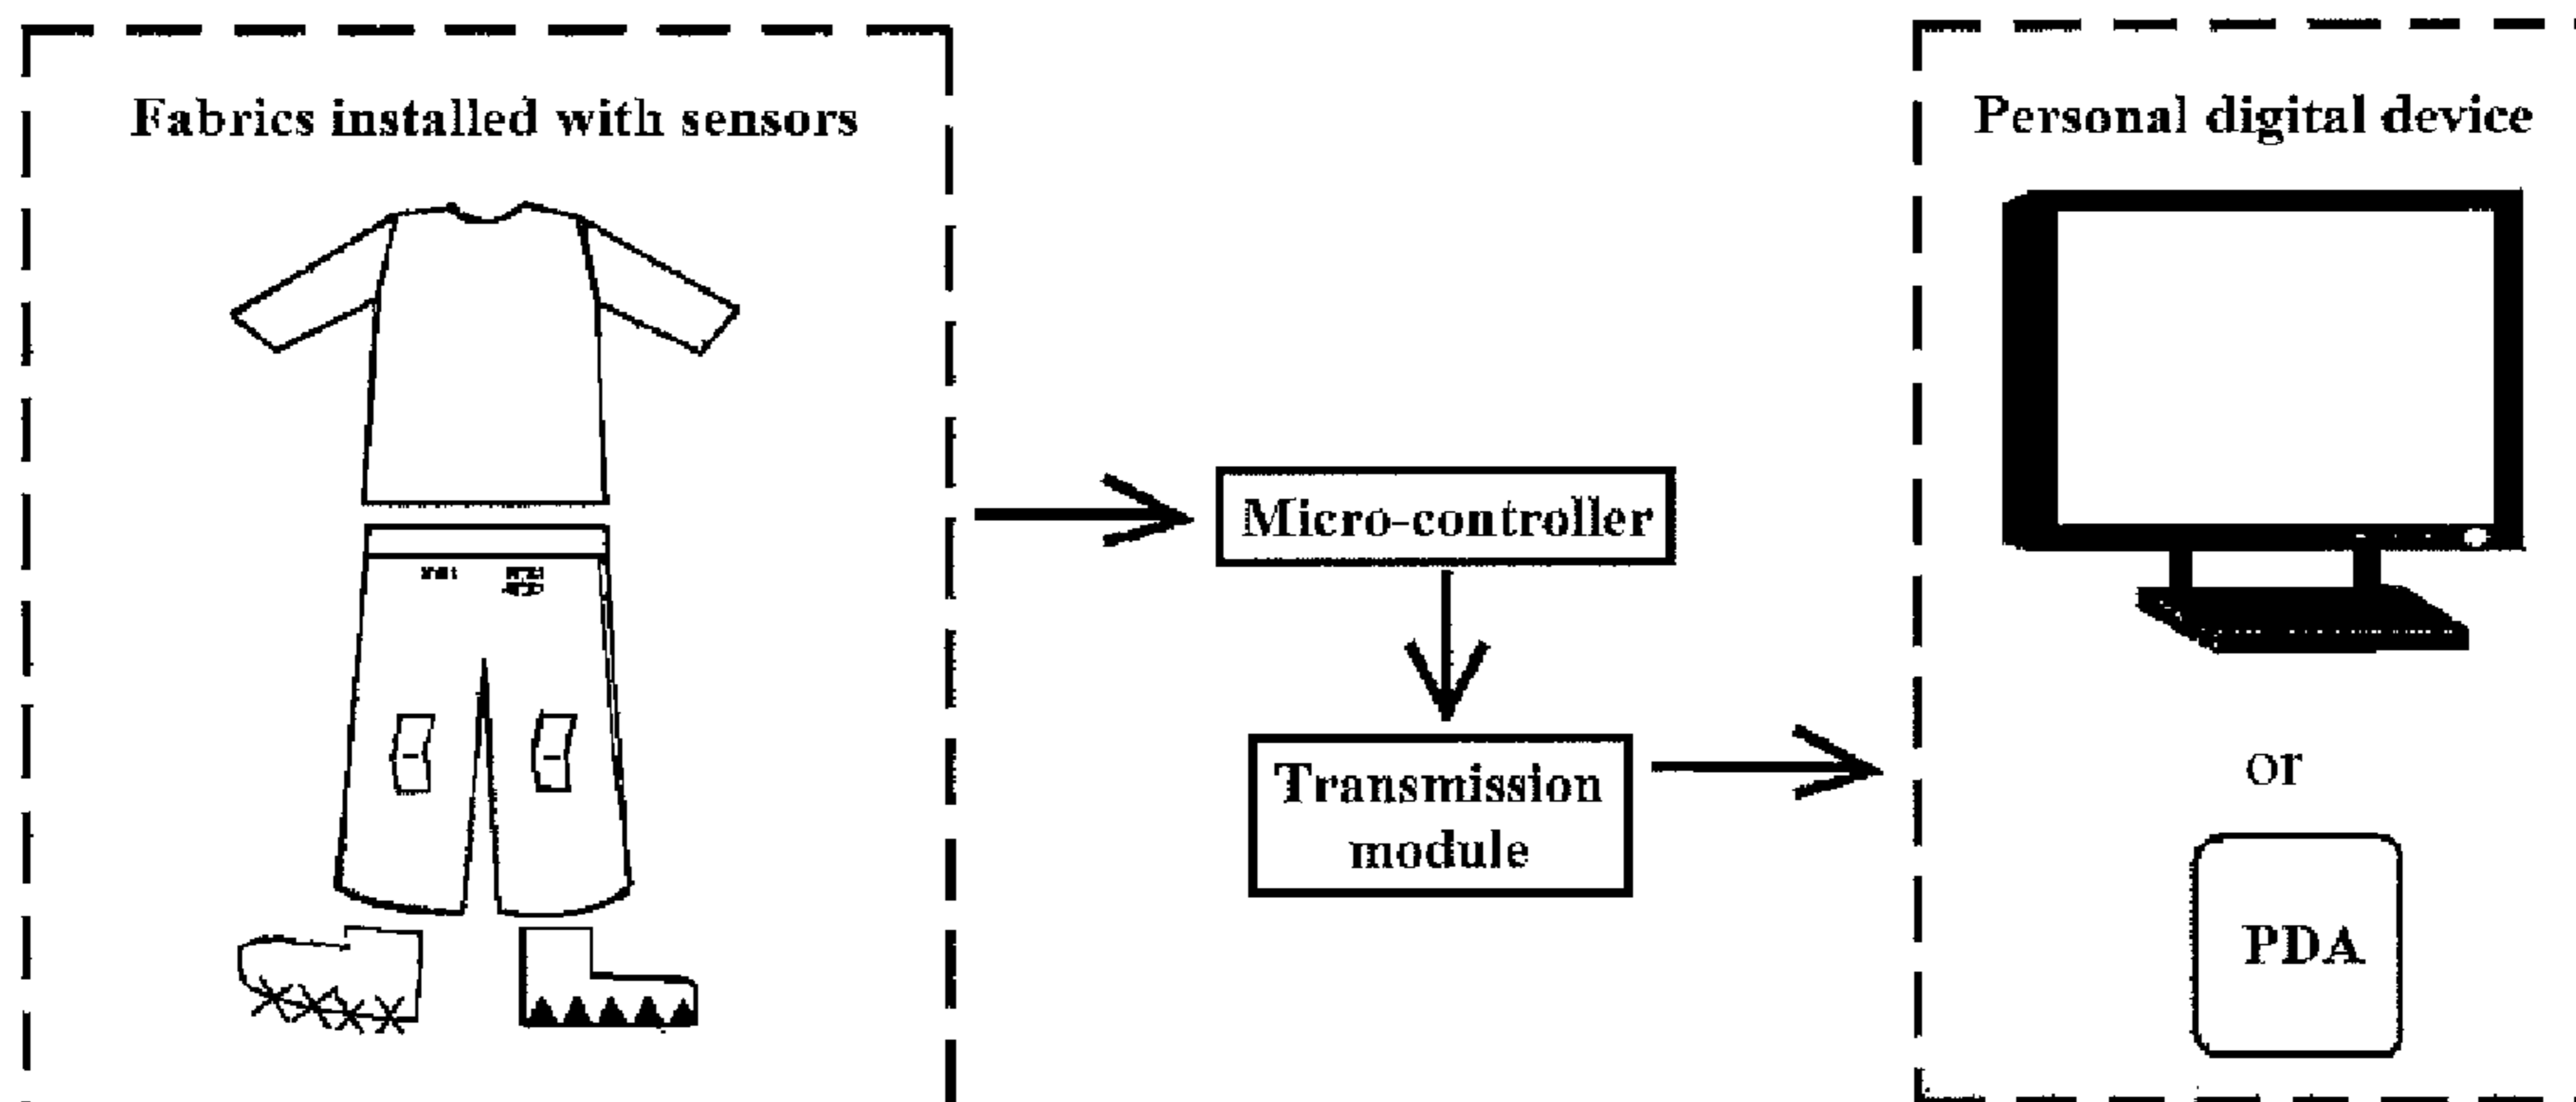 Fabrics installed with sensors
Personal digital device
Micro-controller
Transmission
module
or
PDA